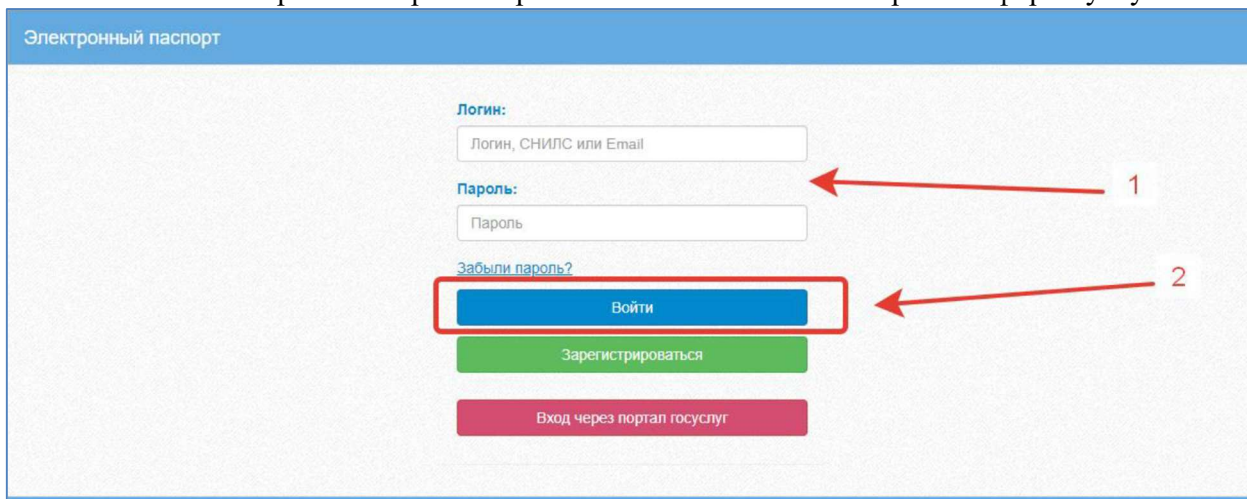 Электронный паспорт
Логин:
Логин, СНИЛС или Email
1
Пароль:
Пароль
Забыли пароль?
2
Войти
Зарегистрироваться
Вход через портал госуслуг